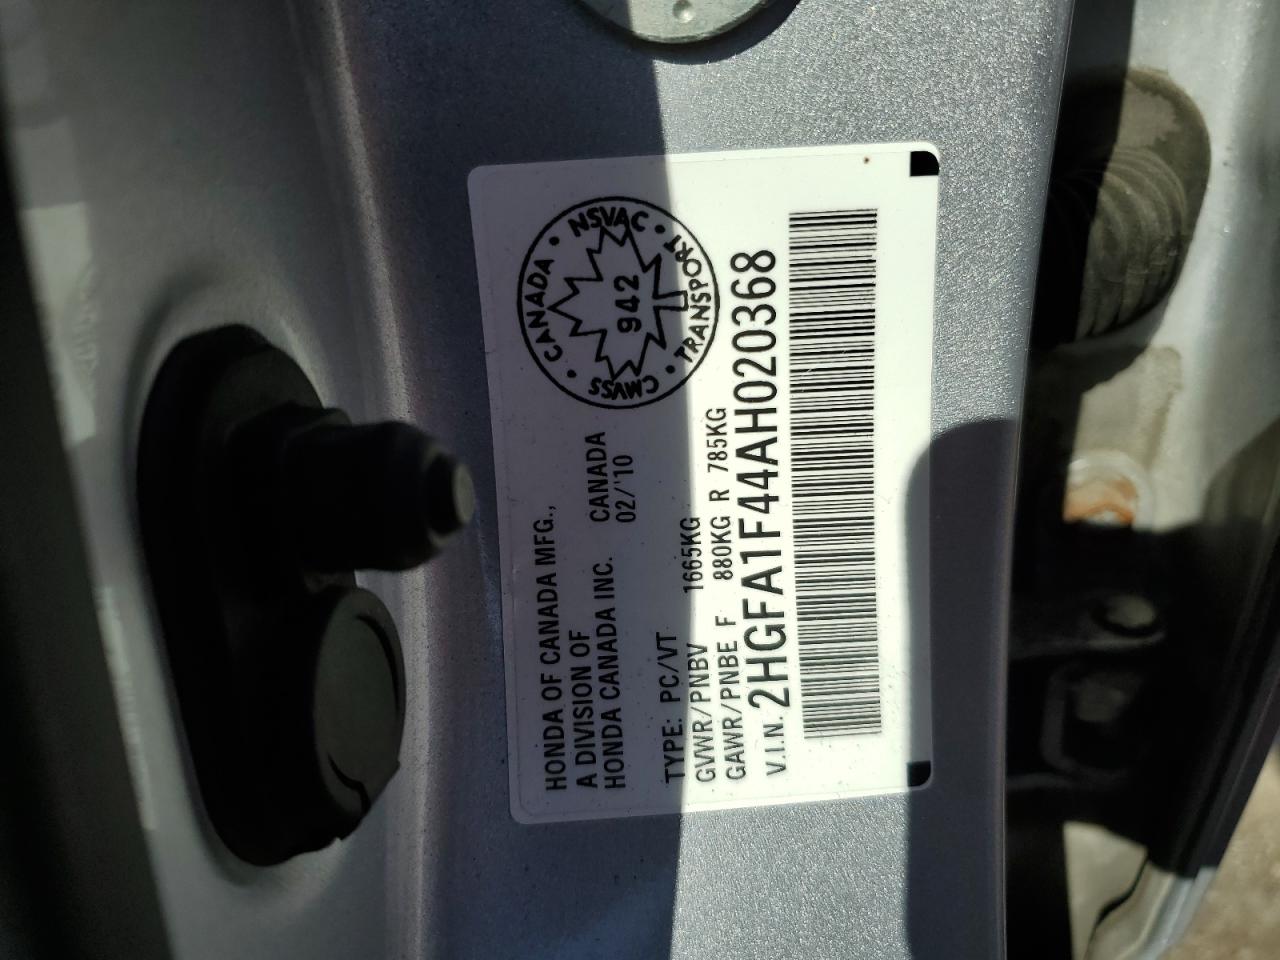 HONDA OF CANADA MFG.,
A DIVISION OF
HONDA CANADA INC. CANADA
02/'10
TYPE: PC/VT
GVWR/PNBV 1665KG
GAWR/PNBE F 880KG R 785KG
V.I.N. 2HGFA1F44AH020368
CANADA • NSVAC • TRANSPORT • CMVSS •
942